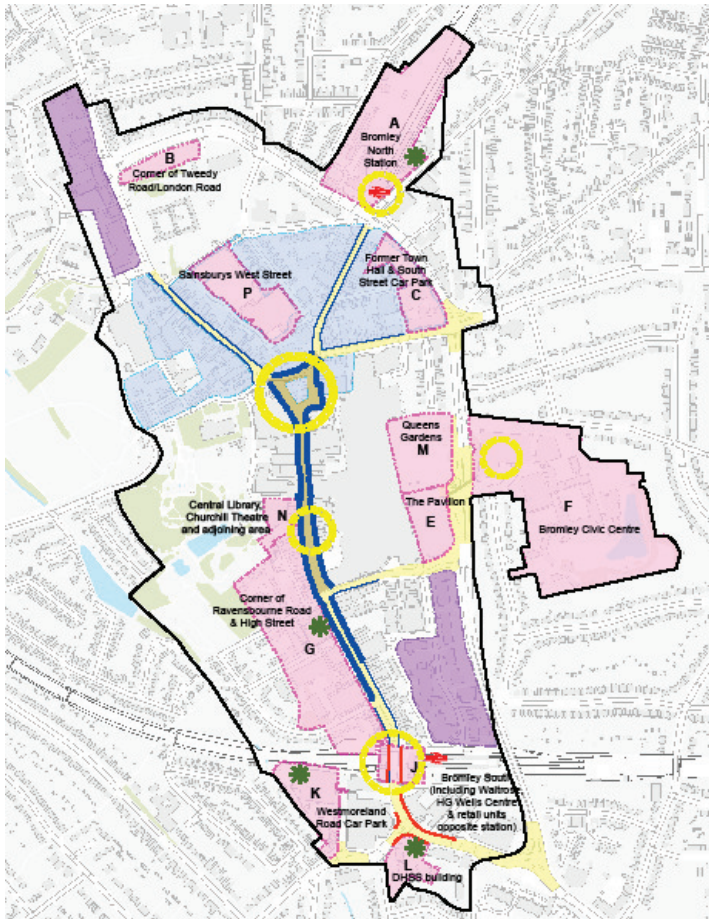 A
Bromley
North
Station
B
Corner of Tweedy
Road/London Road
Sainsburys West Street
P
Former Town
Hall & South
Street Car Park
C
Queens
Gardens
M
The Pavilion
E
F
Bromley Civic Centre
Central Library,
Churchill Theatre
and adjoining area
N
Corner of
Ravensbourne Road
& High Street
G
J
Bromley South
(including Waitrose,
HG Wells Centre
& retail units
opposite station)
K
Westmoreland
Road Car Park
L
DHSS building